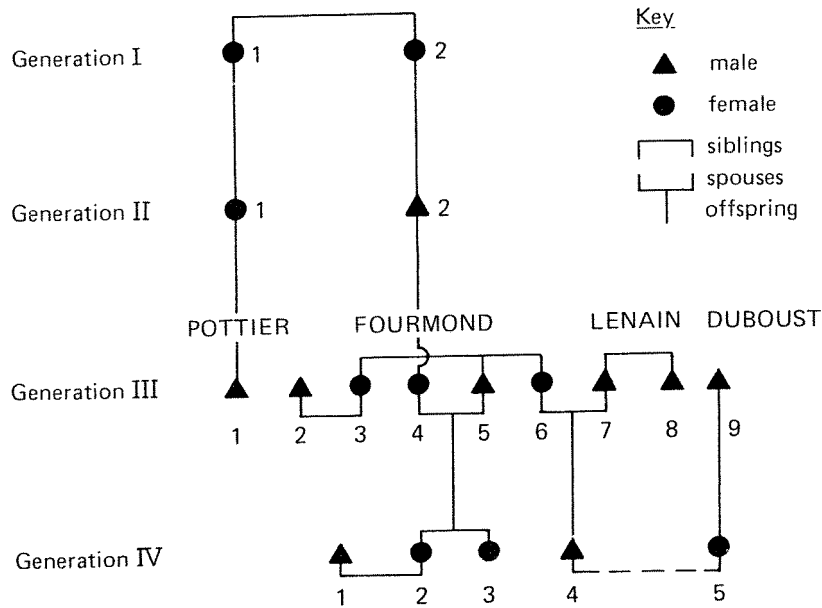 Key
Generation I
1
2
male
female
siblings
spouses
offspring
Generation II
1
2
POTTIER
FOURMOND
LENAIN
DUBOUST
Generation III
1
2
3
4
5
6
7
8
9
Generation IV
1
2
3
4
5